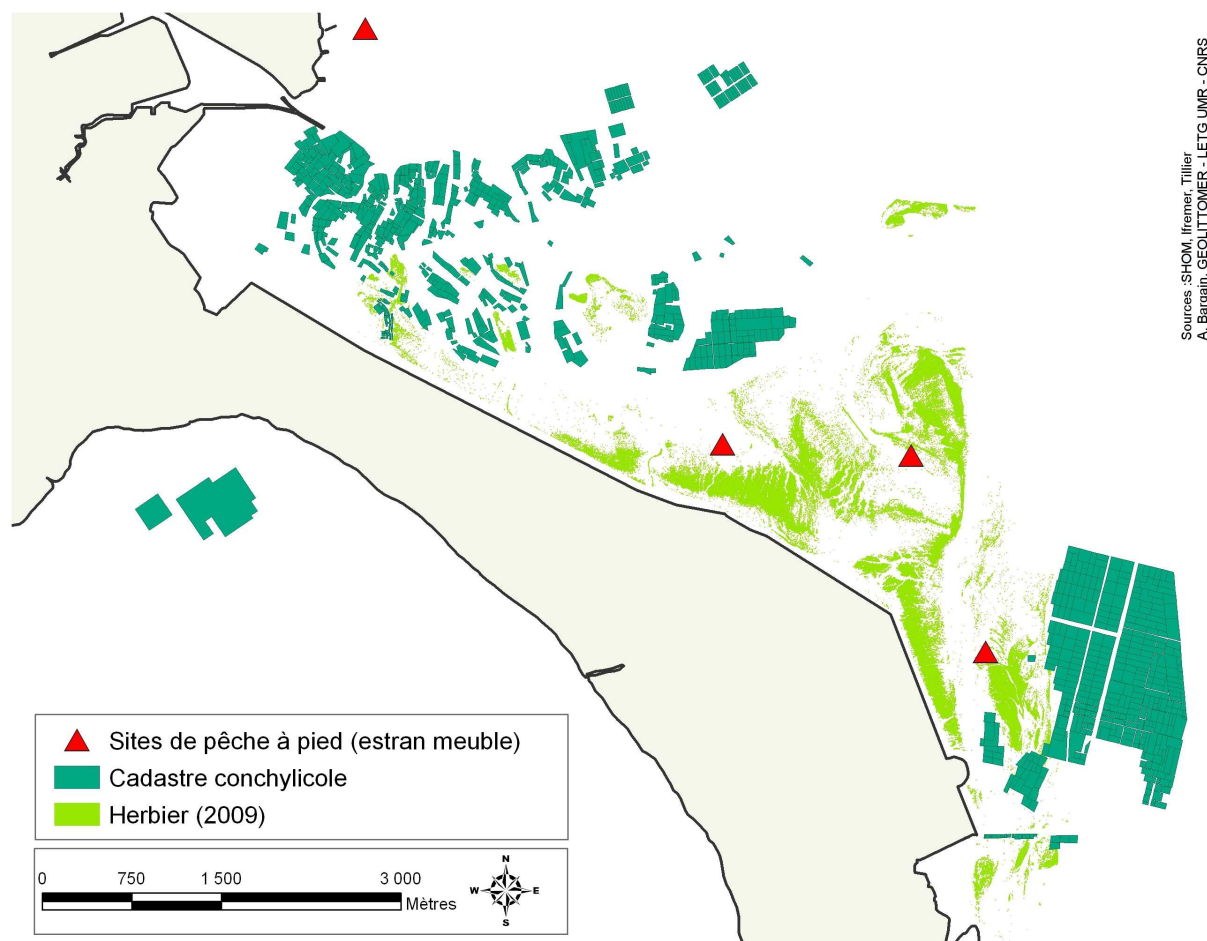 Sources :SHOM, Ifremer, Tillier
A. Bargain, GEOLITTOMER - LETG UMR - CNRS
Sites de pêche à pied (estran meuble)
Cadastre conchylicole
Herbier (2009)
0 750 1 500 3 000
Mètres
N
W E
S